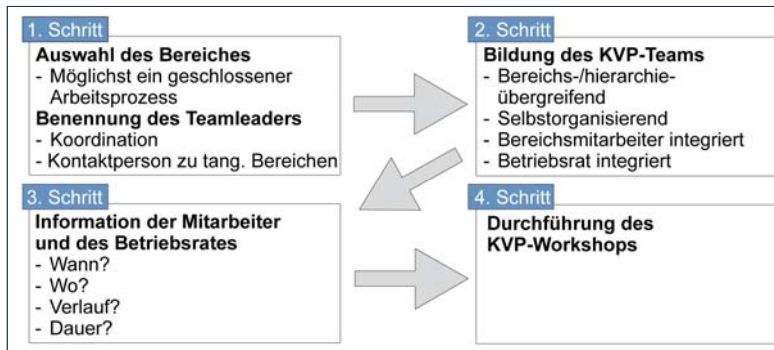 1. Schritt
Auswahl des Bereiches
- Möglichst ein geschlossener
Arbeitsprozess
Benennung des Teamleaders
- Koordination
- Kontaktperson zu tang. Bereichen
2. Schritt
Bildung des KVP-Teams
- Bereichs-/hierarchie-
übergreifend
- Selbstorganisierend
- Bereichsmitarbeiter integriert
- Betriebsrat integriert
3. Schritt
Information der Mitarbeiter
und des Betriebsrates
- Wann?
- Wo?
- Verlauf?
- Dauer?
4. Schritt
Durchführung des
KVP-Workshops